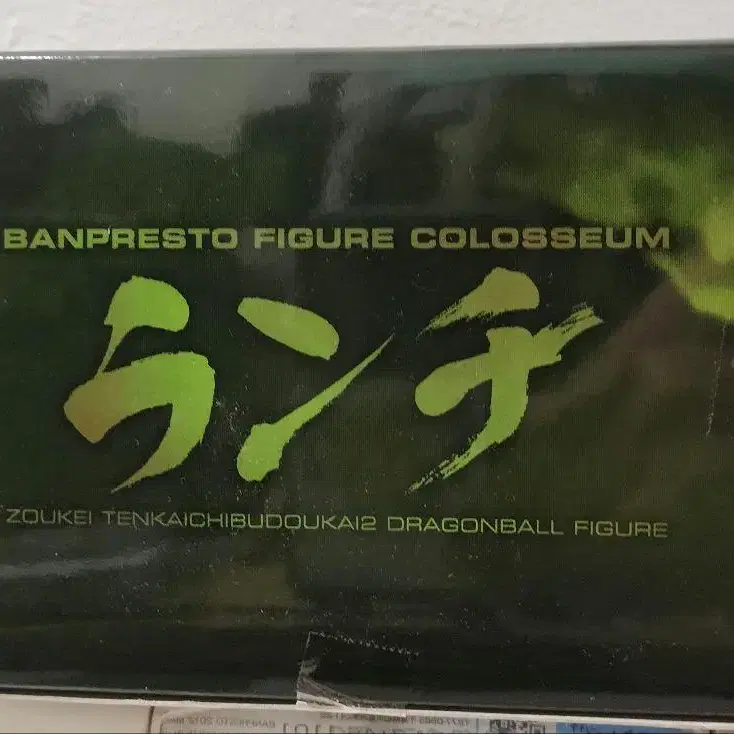 BANPRESTO FIGURE COLOSSEUM
ランチ
ZOUKEI TENKAICHIBUDOUKAI2 DRAGONBALL FIGURE